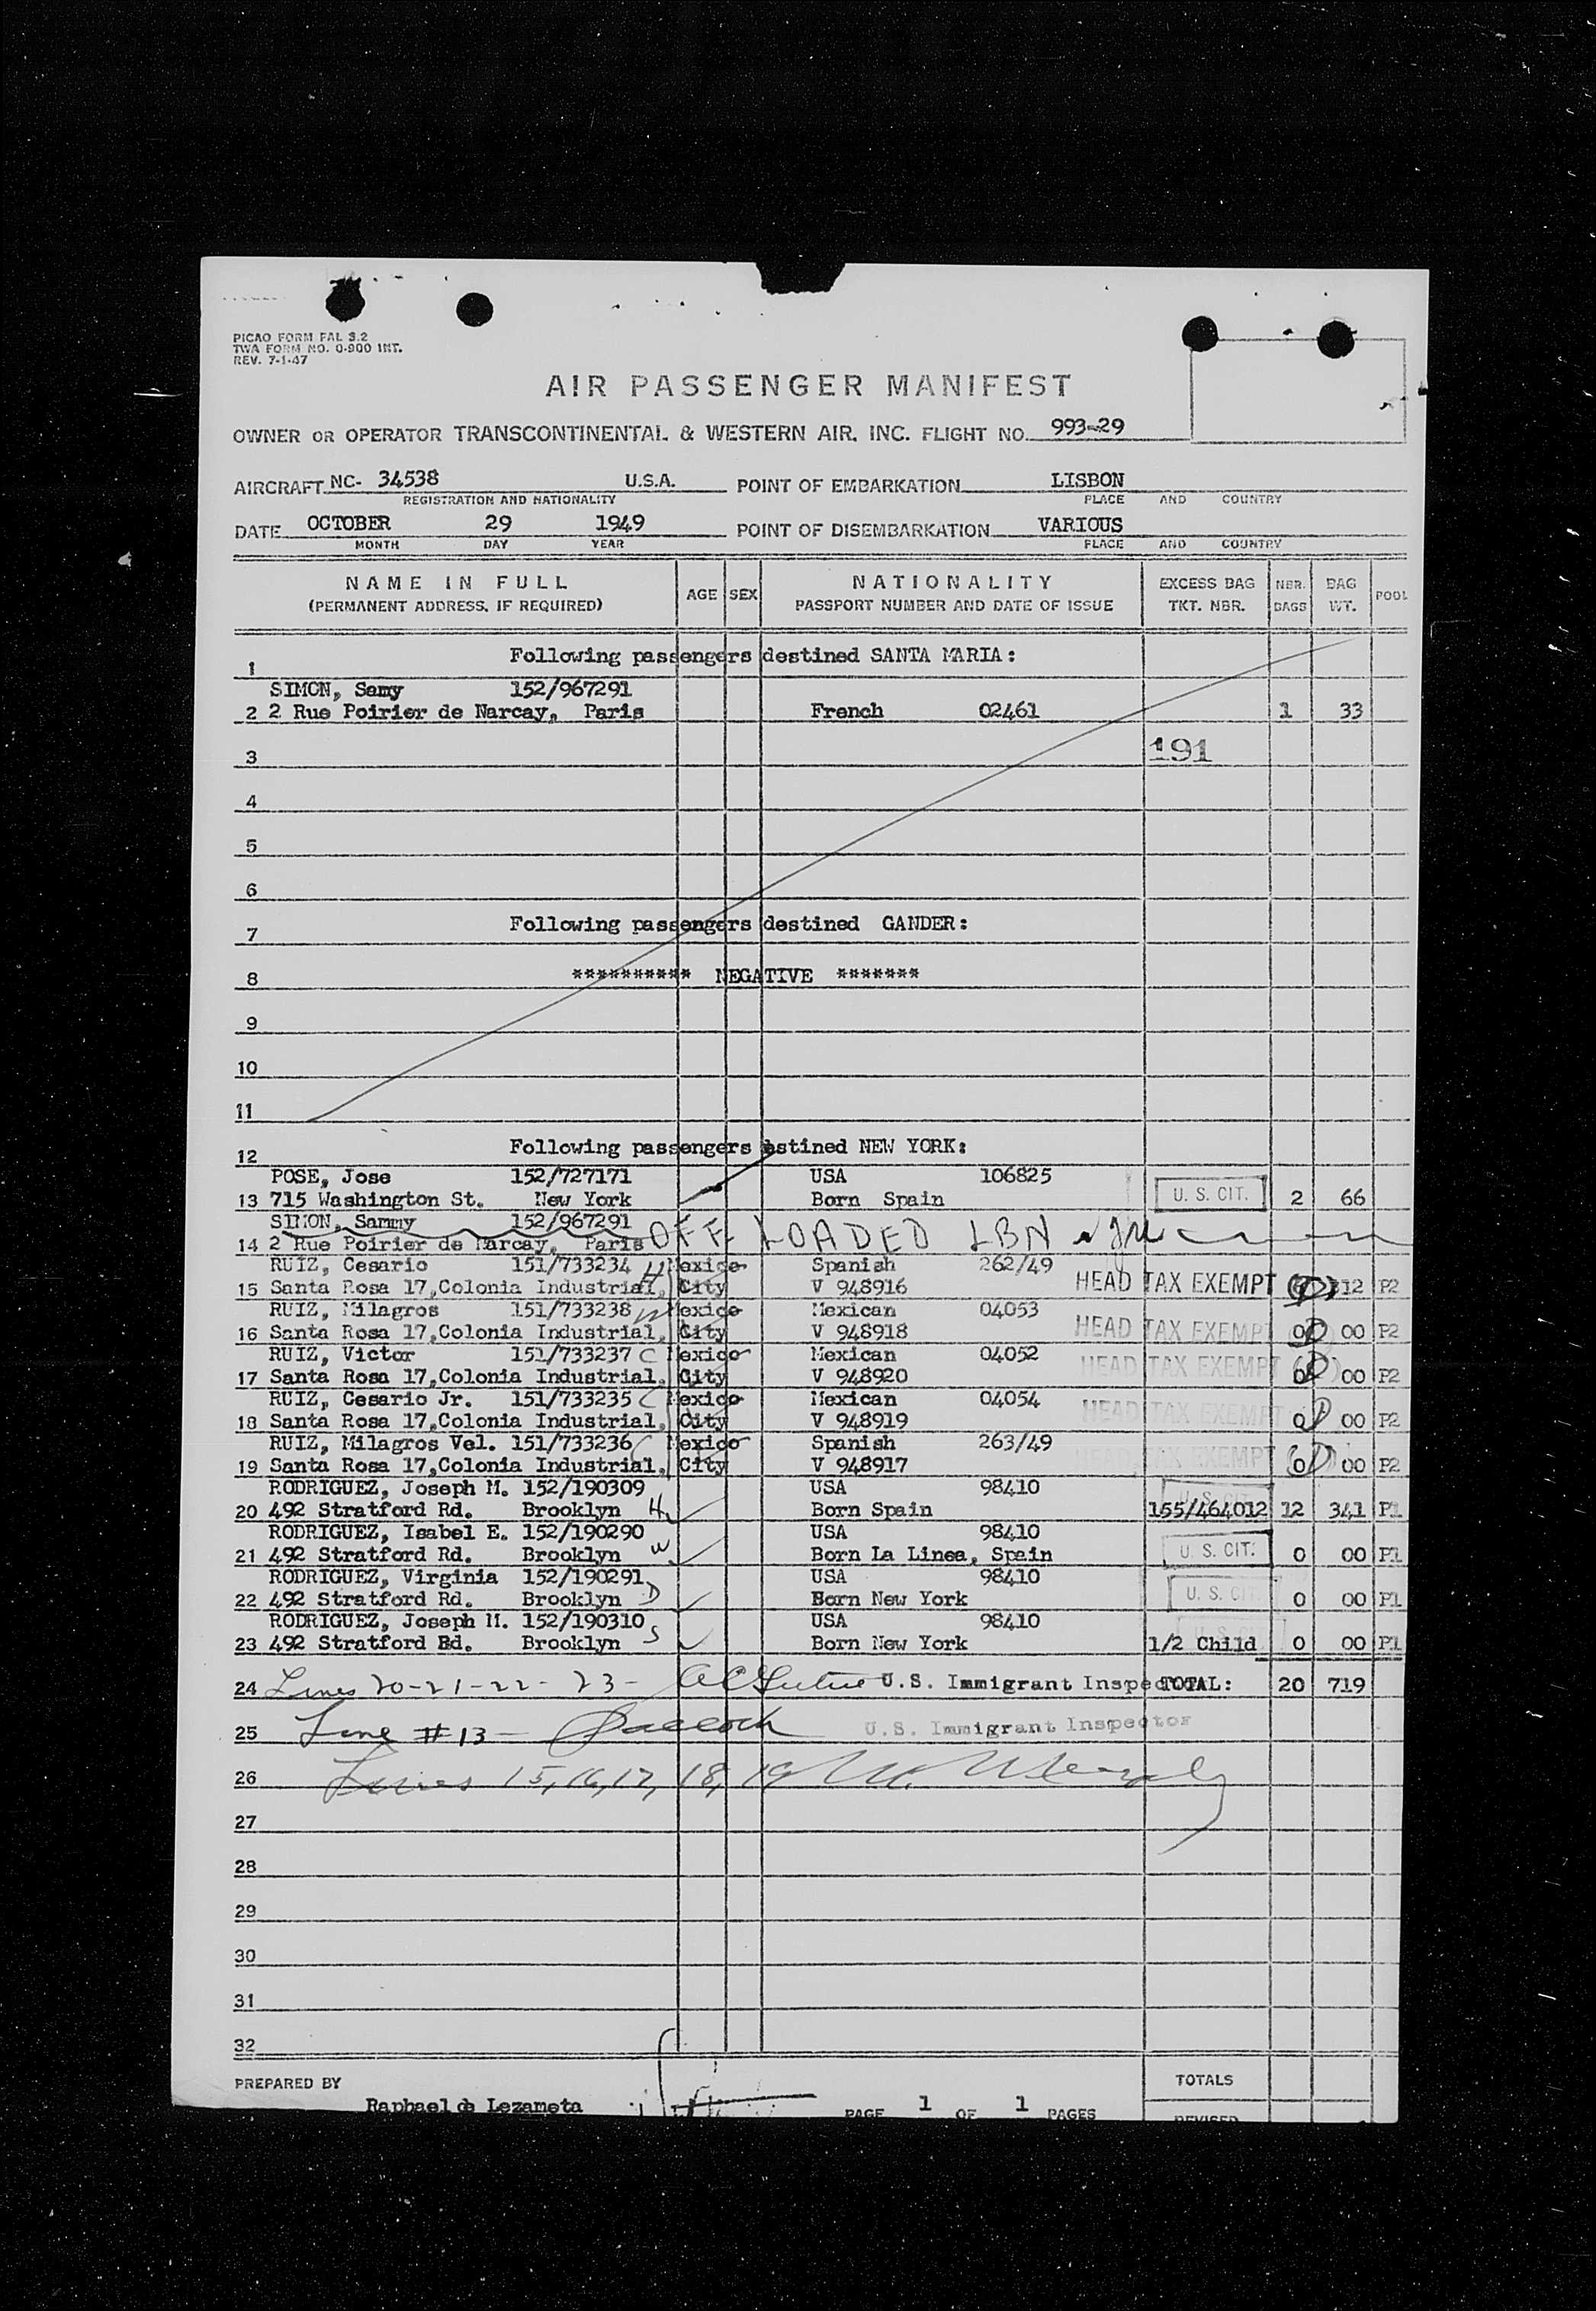 PICAO FORM FAL 3.2
TWA FORM NO. O-900 INT.
REV. 7-1-47
AIR PASSENGER MANIFEST
OWNER OR OPERATOR TRANSCONTINENTAL & WESTERN AIR, INC. FLIGHT NO. 993-29
AIRCRAFT NC- 34538 U.S.A. POINT OF EMBARKATION LISBON
REGISTRATION AND NATIONALITY PLACE AND COUNTRY
DATE OCTOBER 29 1949 POINT OF DISEMBARKATION VARIOUS
MONTH DAY YEAR PLACE AND COUNTRY
NAME IN FULL AGE SEX NATIONALITY EXCESS BAG NBR. BAG POOL
(PERMANENT ADDRESS, IF REQUIRED) PASSPORT NUMBER AND DATE OF ISSUE TKT. NBR. BAGS WT.
1 Following passengers destined SANTA MARIA:
SIMON, Samy 152/967291
2 2 Rue Poirier de Narcay, Paris French 02461 1 33
3 191
4
5
6
7 Following passengers destined GANDER:
8 ********** NEGATIVE *******
9
10
11
12 Following passengers estined NEW YORK:
POSE, Jose 152/727171 USA 106825
13 715 Washington St. New York Born Spain U. S. CIT. 2 66
SIMON, Sammy 152/967291 OFF LOADED LBN
14 2 Rue Poirier de Narcay, Paris
RUIZ, Cesario 151/733234 H Mexico Spanish 262/49
15 Santa Rosa 17,Colonia Industrial, City V 948916 HEAD TAX EXEMPT 312 P2
RUIZ, Milagros 151/733238 W Mexico Mexican 04053
16 Santa Rosa 17,Colonia Industrial, City V 948918 HEAD TAX EXEMPT 0 00 P2
RUIZ, Victor 151/733237 C Mexico Mexican 04052
17 Santa Rosa 17,Colonia Industrial, City V 948920 HEAD TAX EXEMPT 0 00 P2
RUIZ, Cesario Jr. 151/733235 C Mexico Mexican 04054
18 Santa Rosa 17,Colonia Industrial, City V 948919 HEAD TAX EXEMPT 0 00 P2
RUIZ, Milagros Vel. 151/733236 C Mexico Spanish 263/49
19 Santa Rosa 17,Colonia Industrial, City V 948917 HEAD TAX EXEMPT 0 00 P2
RODRIGUEZ, Joseph M. 152/190309 USA 98410
20 492 Stratford Rd. Brooklyn H Born Spain U. S. CIT. 155/464012 12 341 P1
RODRIGUEZ, Isabel E. 152/190290 USA 98410
21 492 Stratford Rd. Brooklyn W Born La Linea, Spain U. S. CIT. 0 00 P1
RODRIGUEZ, Virginia 152/190291 USA 98410
22 492 Stratford Rd. Brooklyn D Born New York U. S. CIT. 0 00 P1
RODRIGUEZ, Joseph M. 152/190310 USA 98410
23 492 Stratford Rd. Brooklyn S Born New York U. S. CIT. 1/2 Child 0 00 P1
24 Lines 20-21-22-23- U.S. Immigrant Inspector TOTAL: 20 719
25 Line #13 - U.S. Immigrant Inspector
26 Lines 15,16,17,18,19
27
28
29
30
31
32
PREPARED BY TOTALS
Raphael de Lezameta PAGE 1 OF 1 PAGES REVISED